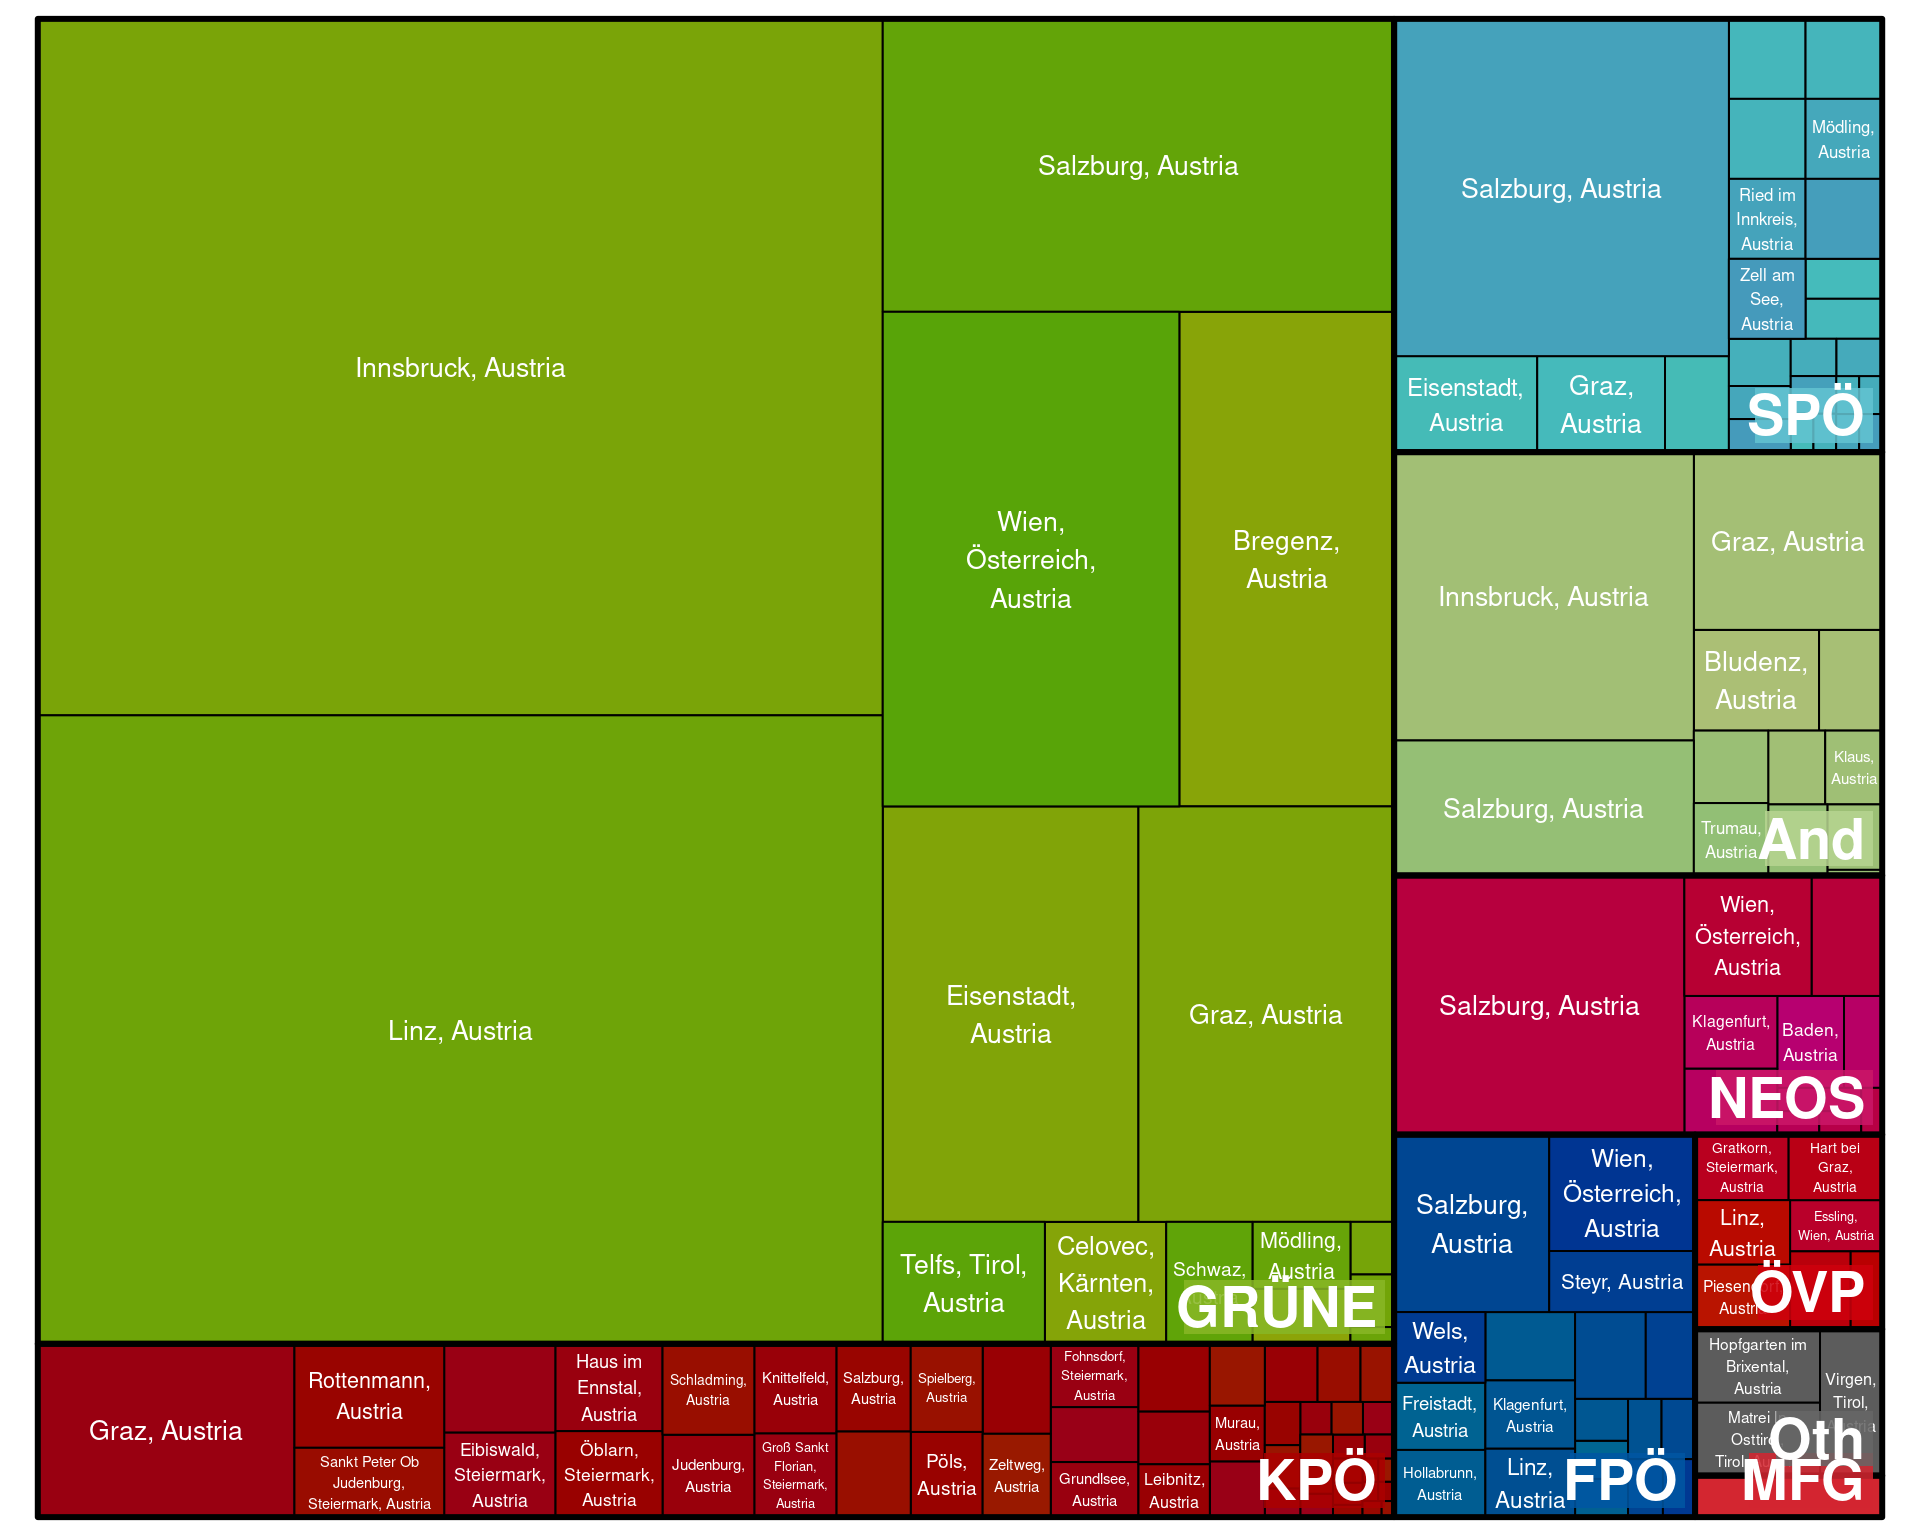 Innsbruck, Austria
Linz, Austria
Salzburg, Austria
Wien,
Österreich,
Austria
Bregenz,
Austria
Eisenstadt,
Austria
Graz, Austria
Telfs, Tirol,
Austria
Celovec,
Kärnten,
Austria
Schwaz,
Mödling,
Austria
GRÜNE
Salzburg, Austria
Eisenstadt,
Austria
Graz,
Austria
Mödling,
Austria
Ried im
Innkreis,
Austria
Zell am
See,
Austria
SPÖ
Innsbruck, Austria
Salzburg, Austria
Graz, Austria
Bludenz,
Austria
Klaus,
Austria
Trumau,
Austria
And
Salzburg, Austria
Wien,
Österreich,
Austria
Klagenfurt,
Austria
Baden,
Austria
NEOS
Graz, Austria
Rottenmann,
Austria
Sankt Peter Ob
Judenburg,
Steiermark, Austria
Eibiswald,
Steiermark,
Austria
Haus im
Ennstal,
Austria
Öblarn,
Steiermark,
Austria
Schladming,
Austria
Judenburg,
Austria
Knittelfeld,
Austria
Groß Sankt
Florian,
Steiermark,
Austria
Salzburg,
Austria
Spielberg,
Austria
Pöls,
Austria
Zeltweg,
Austria
Fohnsdorf,
Steiermark,
Austria
Grundlsee,
Austria
Leibnitz,
Austria
Murau,
Austria
KPÖ
Salzburg,
Austria
Wien,
Österreich,
Austria
Steyr, Austria
Wels,
Austria
Freistadt,
Austria
Hollabrunn,
Austria
Klagenfurt,
Austria
Linz,
Austria
FPÖ
Gratkorn,
Steiermark,
Austria
Hart bei
Graz,
Austria
Linz,
Austria
Essling,
Wien, Austria
ÖVP
Hopfgarten im
Brixental,
Austria
Virgen,
Tirol,
Matrei
Oth
MFG